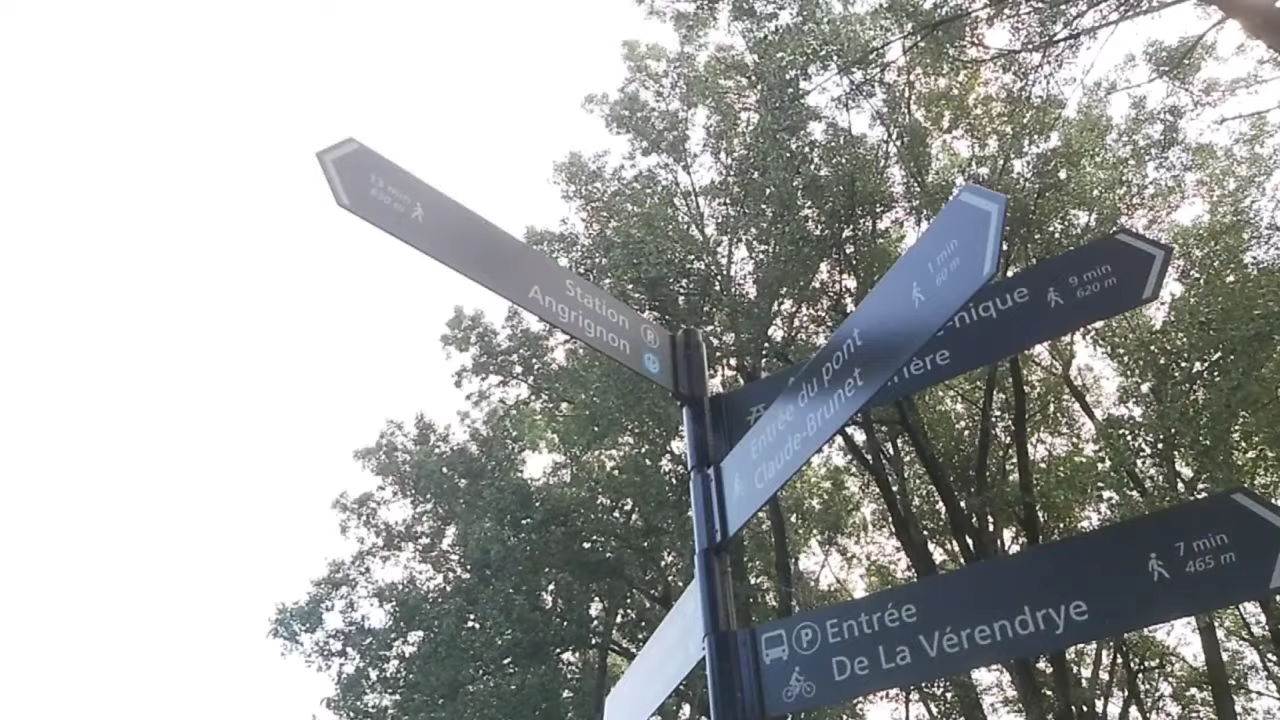 Station
Angrignon
1 min
60 m
Entrée du pont
Claude-Brunet
9 min
620 m
7 min
465 m
P Entrée
De La Vérendrye